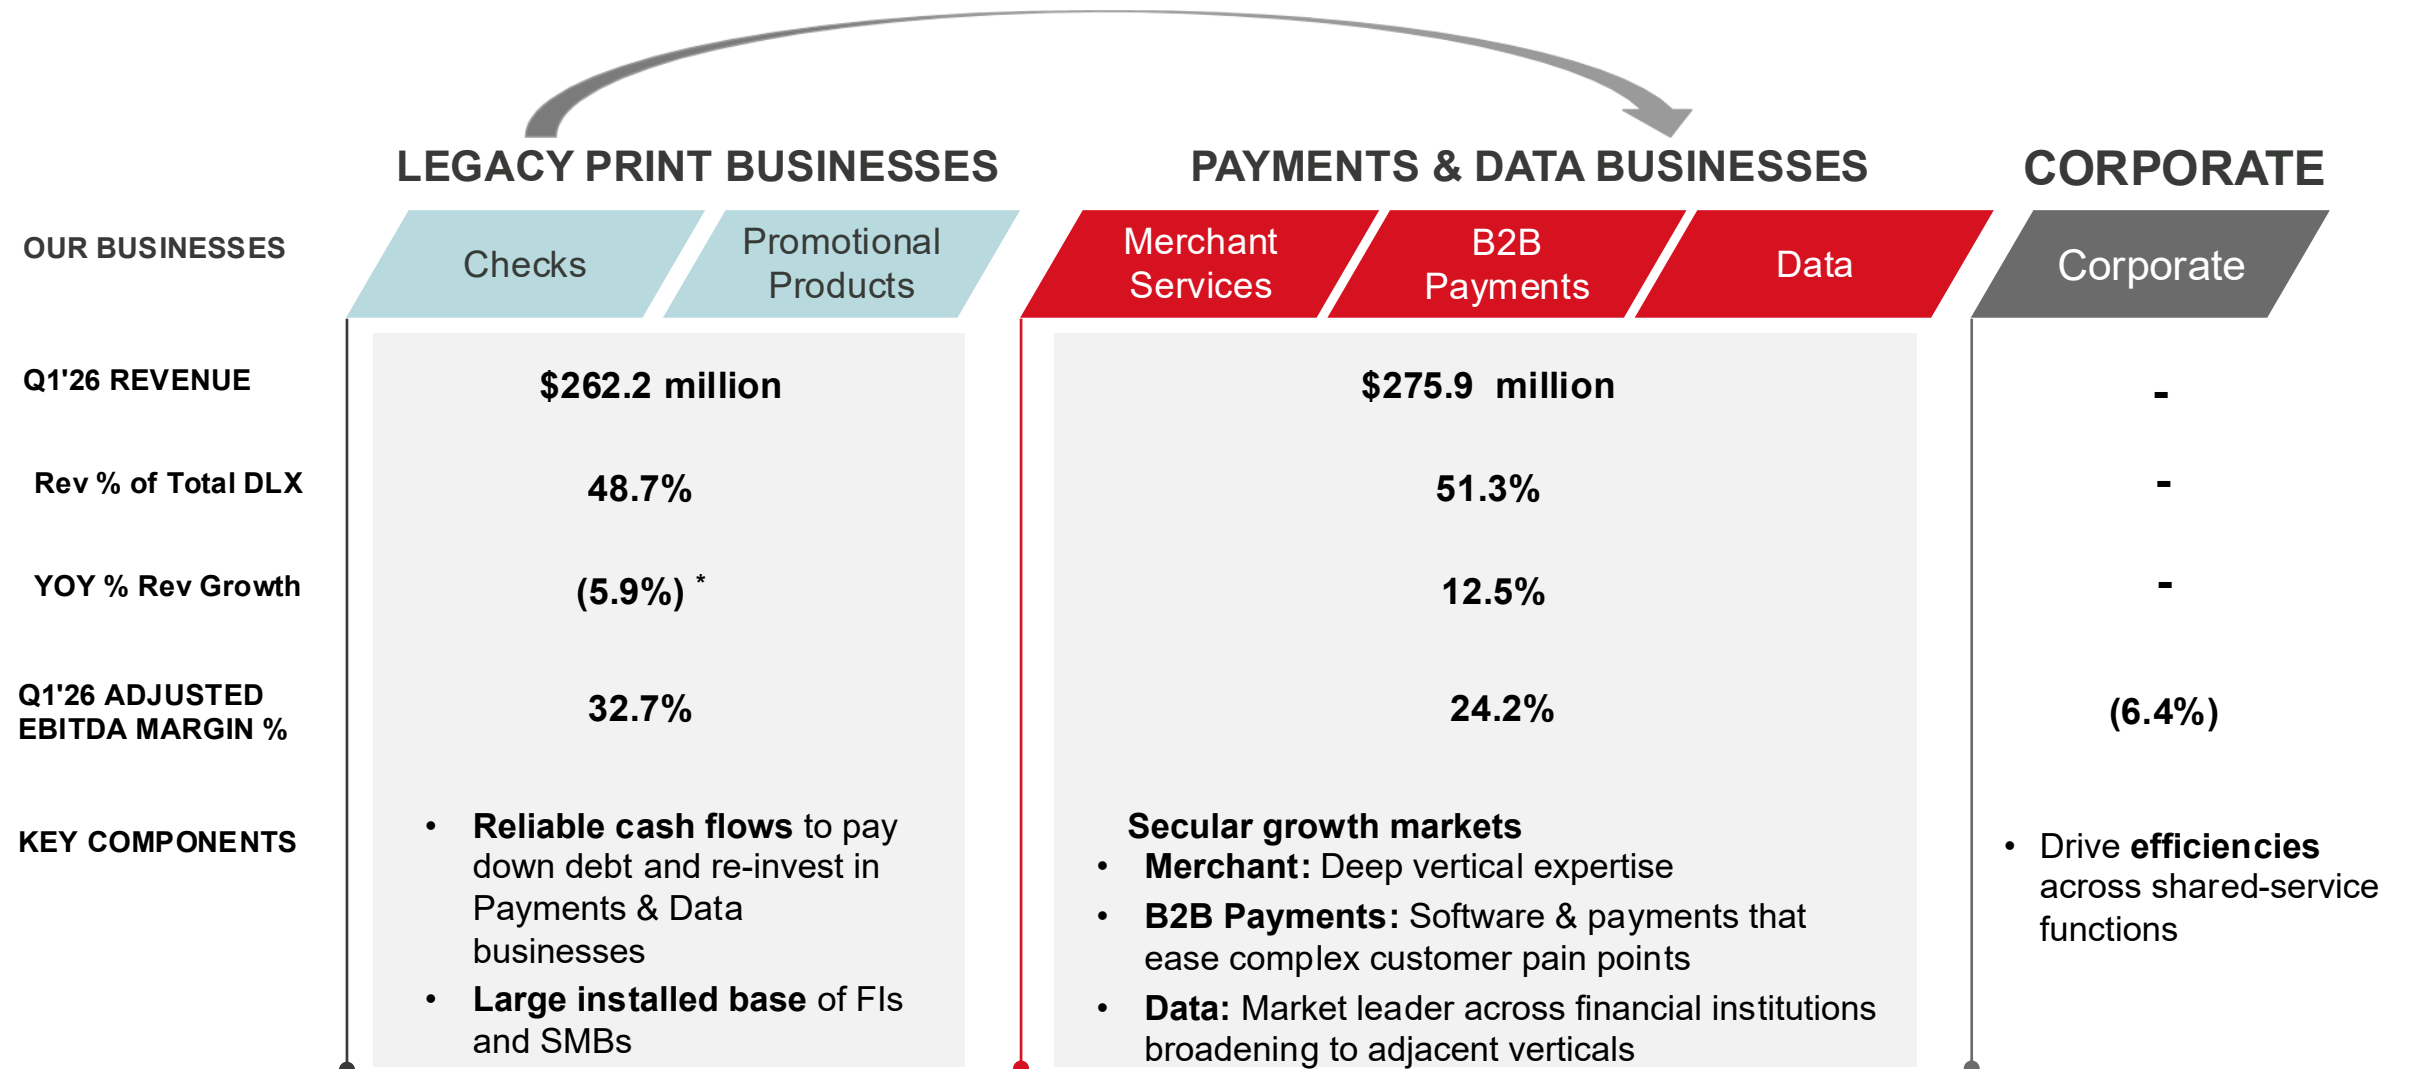 LEGACY PRINT BUSINESSES
PAYMENTS & DATA BUSINESSES
CORPORATE
OUR BUSINESSES
Checks
Promotional
Products
Merchant
Services
B2B
Payments
Data
Corporate
Q1'26 REVENUE
$262.2 million
$275.9 million
-
Rev % of Total DLX
48.7%
51.3%
-
YOY % Rev Growth
(5.9%) *
12.5%
-
Q1'26 ADJUSTED
EBITDA MARGIN %
32.7%
24.2%
(6.4%)
KEY COMPONENTS
• Reliable cash flows to pay
down debt and re-invest in
Payments & Data
businesses
• Large installed base of FIs
and SMBs
Secular growth markets
• Merchant: Deep vertical expertise
• B2B Payments: Software & payments that
ease complex customer pain points
• Data: Market leader across financial institutions
broadening to adjacent verticals
• Drive efficiencies
across shared-service
functions